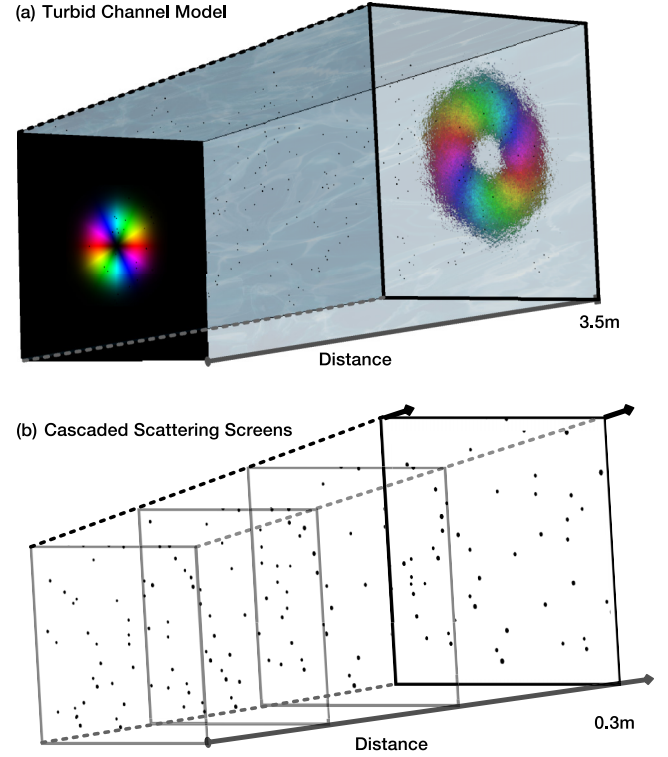 (a) Turbid Channel Model
3.5m
Distance
(b) Cascaded Scattering Screens
0.3m
Distance